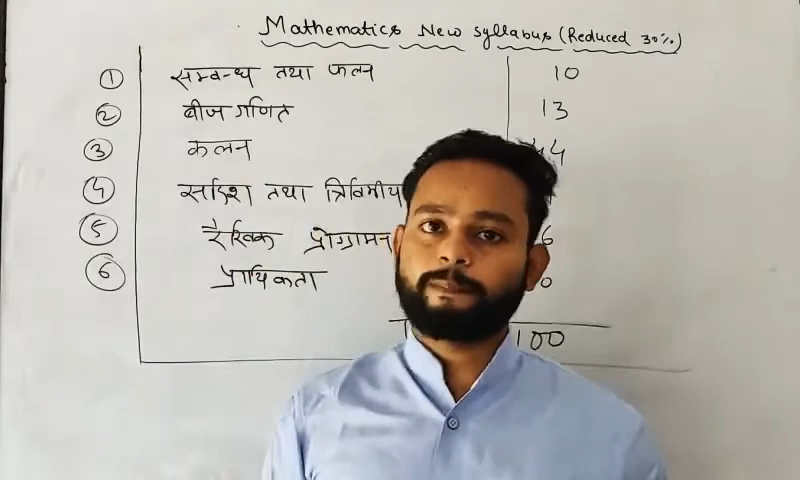 Mathematics New Syllabus (Reduced 30%)
① सम्बन्ध तथा फलन 10
② बीजगणित 13
③ कलन
④ सदिश तथा त्रिविमीय
⑤ रैखिक प्रोग्रामन
⑥ प्रायिकता
100